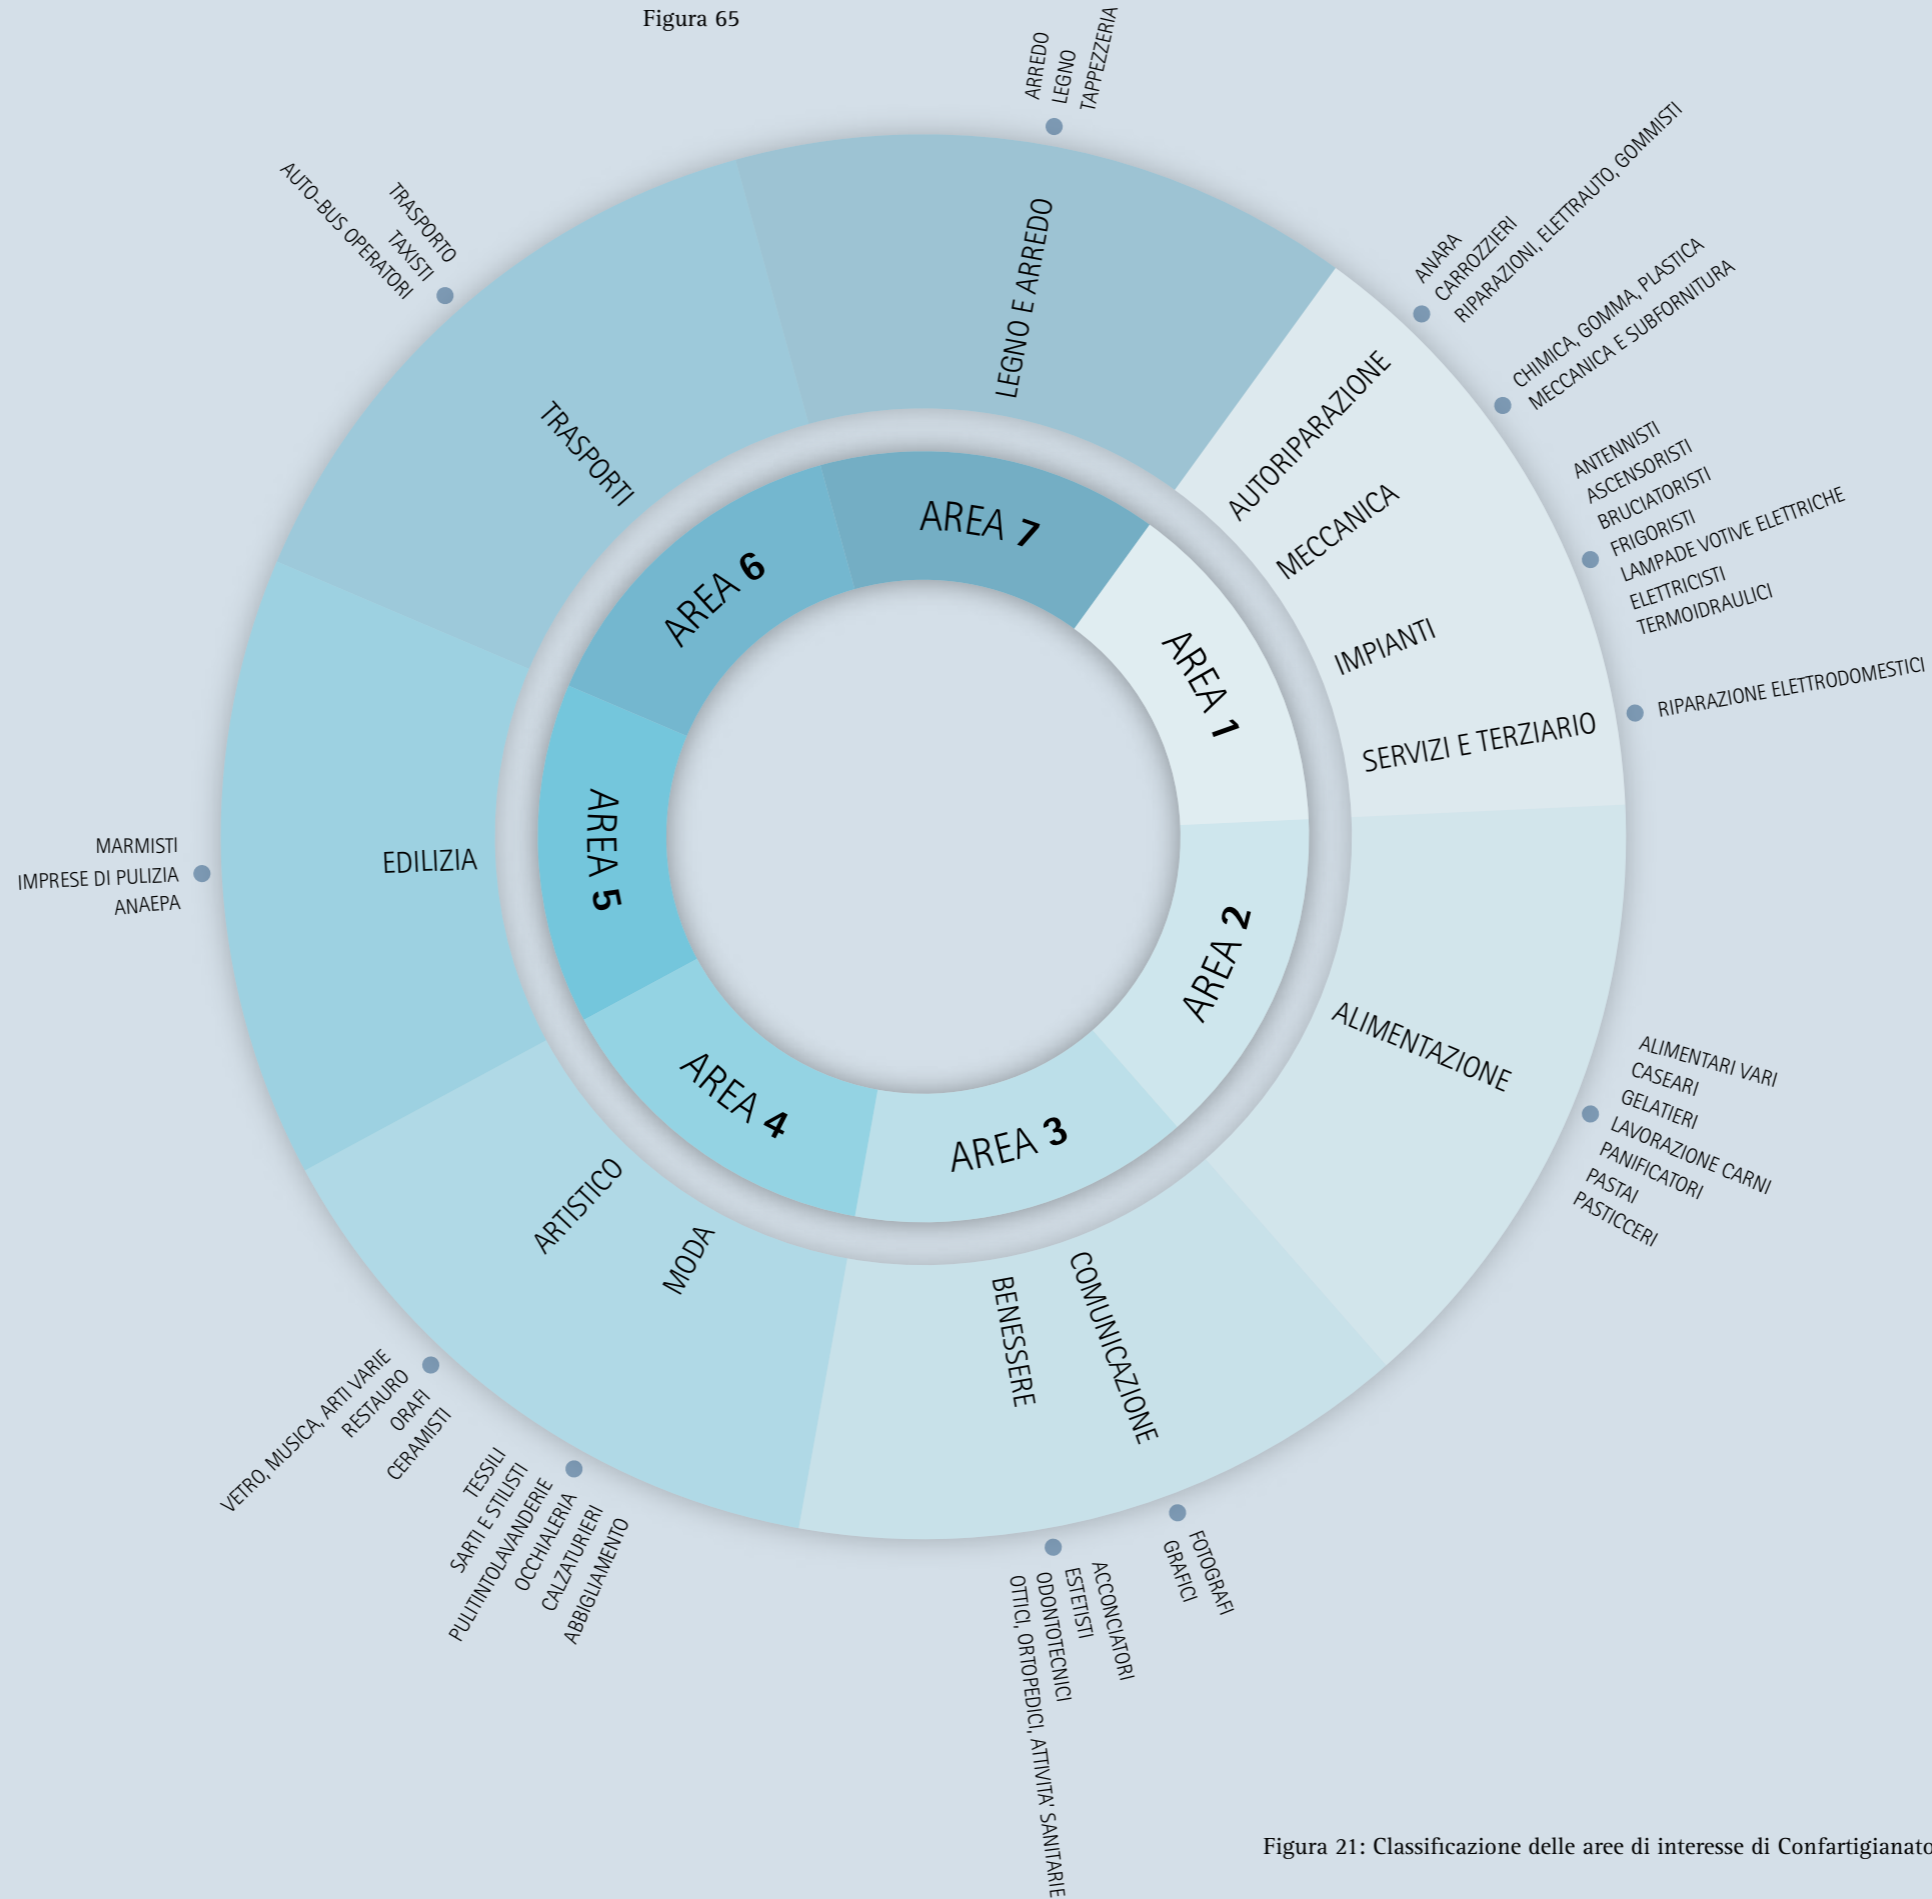 Figura 65
AREA 1
AUTORIPARAZIONE
ANARA
CARROZZIERI
RIPARAZIONI, ELETTRAUTO, GOMMISTI
MECCANICA
CHIMICA, GOMMA, PLASTICA
MECCANICA E SUBFORNITURA
IMPIANTI
ANTENNISTI
ASCENSORISTI
BRUCIATORISTI
FRIGORISTI
LAMPADE VOTIVE ELETTRICHE
ELETTRICISTI
TERMOIDRAULICI
SERVIZI E TERZIARIO
RIPARAZIONE ELETTRODOMESTICI
AREA 2
ALIMENTAZIONE
ALIMENTARI VARI
CASEARI
GELATIERI
LAVORAZIONE CARNI
PANIFICATORI
PASTAI
PASTICCERI
AREA 3
COMUNICAZIONE
FOTOGRAFI
GRAFICI
BENESSERE
ACCONCIATORI
ESTETISTI
ODONTOTECNICI
OTTICI, ORTOPEDICI, ATTIVITA' SANITARIE
AREA 4
MODA
TESSILI
SARTI E STILISTI
PULITINTOLAVANDERIE
OCCHIALERIA
CALZATURIERI
ABBIGLIAMENTO
ARTISTICO
VETRO, MUSICA, ARTI VARIE
RESTAURO
ORAFI
CERAMISTI
AREA 5
EDILIZIA
MARMISTI
IMPRESE DI PULIZIA
ANAEPA
AREA 6
TRASPORTI
TRASPORTO
TAXISTI
AUTO-BUS OPERATORI
AREA 7
LEGNO E ARREDO
ARREDO
LEGNO
TAPPEZZERIA
Figura 21: Classificazione delle aree di interesse di Confartigianato